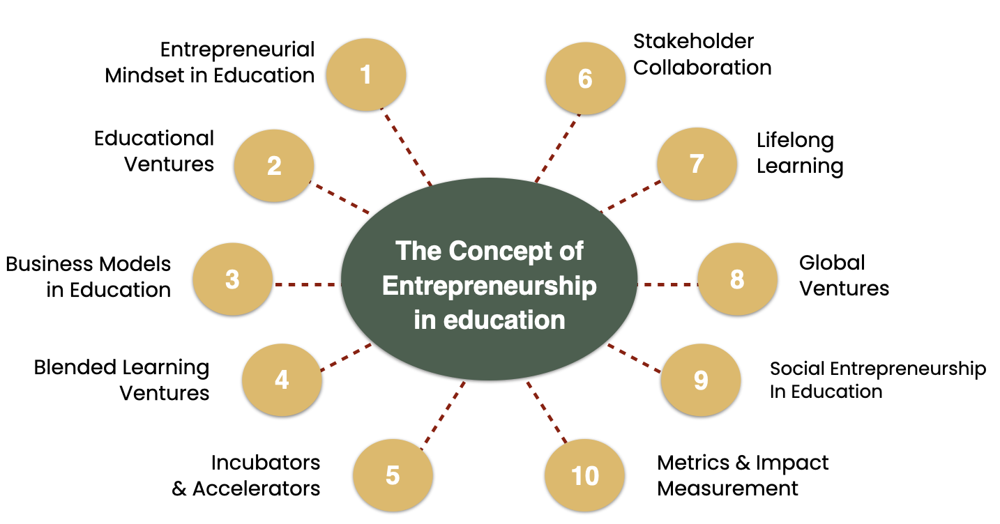 Entrepreneurial
Mindset in Education
1
Educational
Ventures
2
Business Models
in Education
3
Blended Learning
Ventures
4
Incubators
& Accelerators
5
The Concept of
Entrepreneurship
in education
6
Stakeholder
Collaboration
7
Lifelong
Learning
8
Global
Ventures
9
Social Entrepreneurship
In Education
10
Metrics & Impact
Measurement